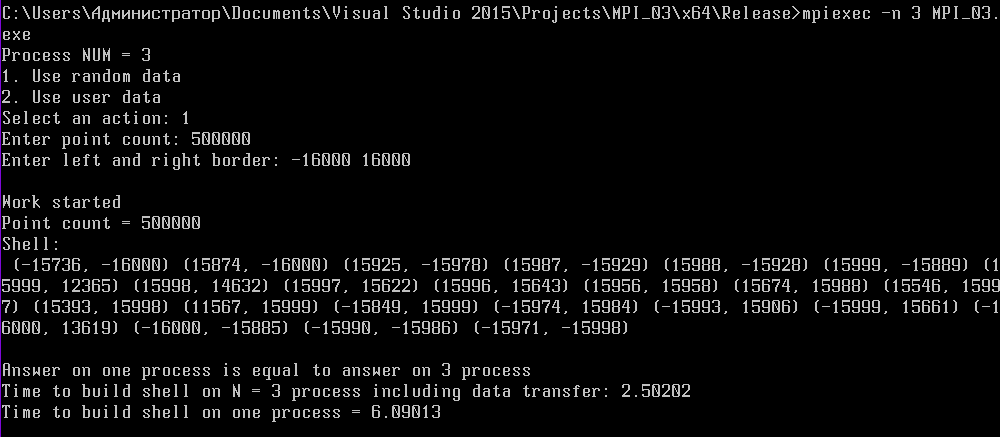 C:\Users\Администратор\Documents\Visual Studio 2015\Projects\MPI_03\x64\Release>mpiexec -n 3 MPI_03.
exe
Process NUM = 3
1. Use random data
2. Use user data
Select an action: 1
Enter point count: 500000
Enter left and right border: -16000 16000
Work started
Point count = 500000
Shell:
(-15736, -16000) (15874, -16000) (15925, -15978) (15987, -15929) (15988, -15928) (15999, -15889) (1
5999, 12365) (15998, 14632) (15997, 15622) (15996, 15643) (15956, 15958) (15674, 15988) (15546, 1599
7) (15393, 15998) (11567, 15999) (-15849, 15999) (-15974, 15984) (-15993, 15906) (-15999, 15661) (-1
6000, 13619) (-16000, -15885) (-15990, -15986) (-15971, -15998)
Answer on one process is equal to answer on 3 process
Time to build shell on N = 3 process including data transfer: 2.50202
Time to build shell on one process = 6.09013